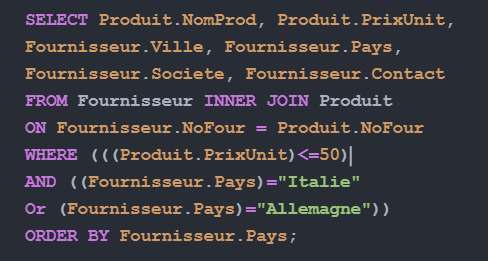 SELECT Produit.NomProd, Produit.PrixUnit,
Fournisseur.Ville, Fournisseur.Pays,
Fournisseur.Societe, Fournisseur.Contact
FROM Fournisseur INNER JOIN Produit
ON Fournisseur.NoFour = Produit.NoFour
WHERE (((Produit.PrixUnit)<=50)
AND ((Fournisseur.Pays)="Italie"
Or (Fournisseur.Pays)="Allemagne"))
ORDER BY Fournisseur.Pays;